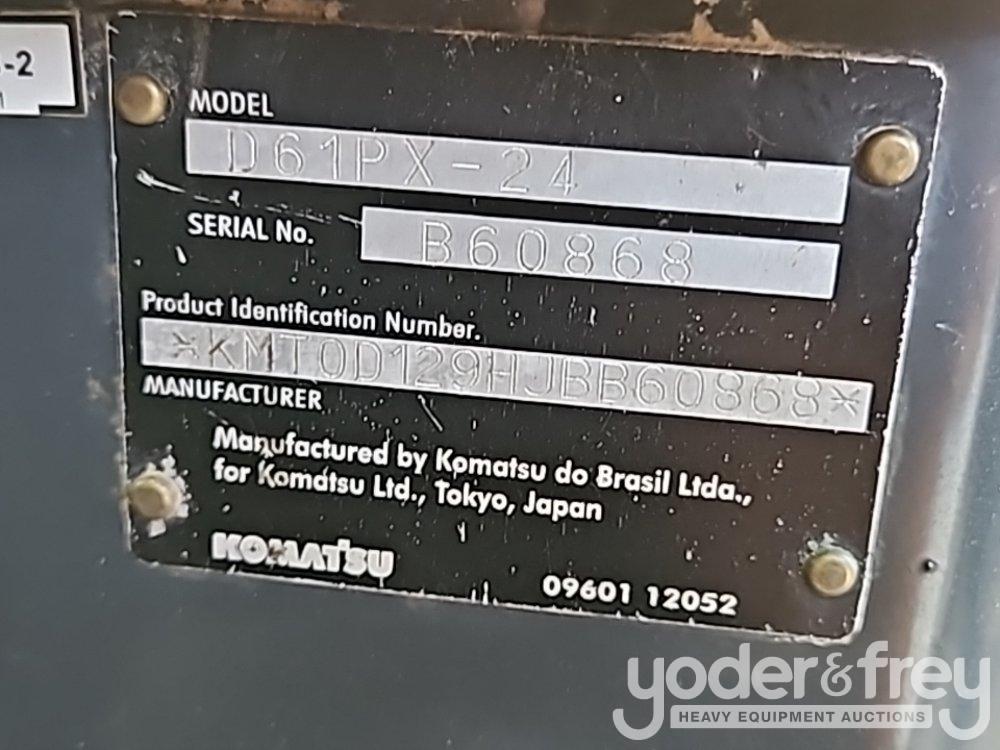 -2
MODEL
D61PX-24
SERIAL No.
B60868
Product Identification Number.
*KMT0D129HJBB60868*
MANUFACTURER
Manufactured by Komatsu do Brasil Ltda.,
for Komatsu Ltd., Tokyo, Japan
KOMATSU
09601 12052
yoder&frey
HEAVY EQUIPMENT AUCTIONS